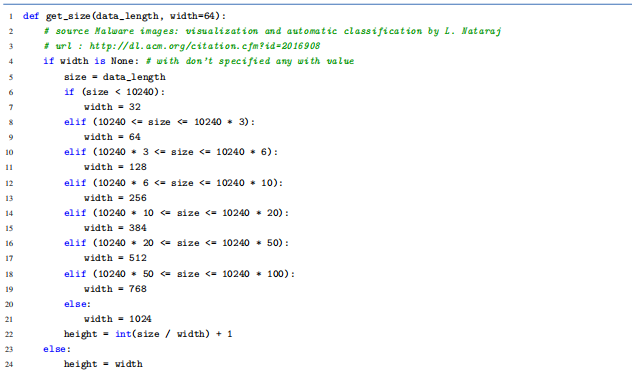 1 def get_size(data_length, width=64):
2     # source Malware images: visualization and automatic classification by L. Nataraj
3     # url : http://dl.acm.org/citation.cfm?id=2016908
4     if width is None: # with don't specified any with value
5         size = data_length
6         if (size < 10240):
7             width = 32
8         elif (10240 <= size <= 10240 * 3):
9             width = 64
10         elif (10240 * 3 <= size <= 10240 * 6):
11             width = 128
12         elif (10240 * 6 <= size <= 10240 * 10):
13             width = 256
14         elif (10240 * 10 <= size <= 10240 * 20):
15             width = 384
16         elif (10240 * 20 <= size <= 10240 * 50):
17             width = 512
18         elif (10240 * 50 <= size <= 10240 * 100):
19             width = 768
20         else:
21             width = 1024
22         height = int(size / width) + 1
23     else:
24         height = width